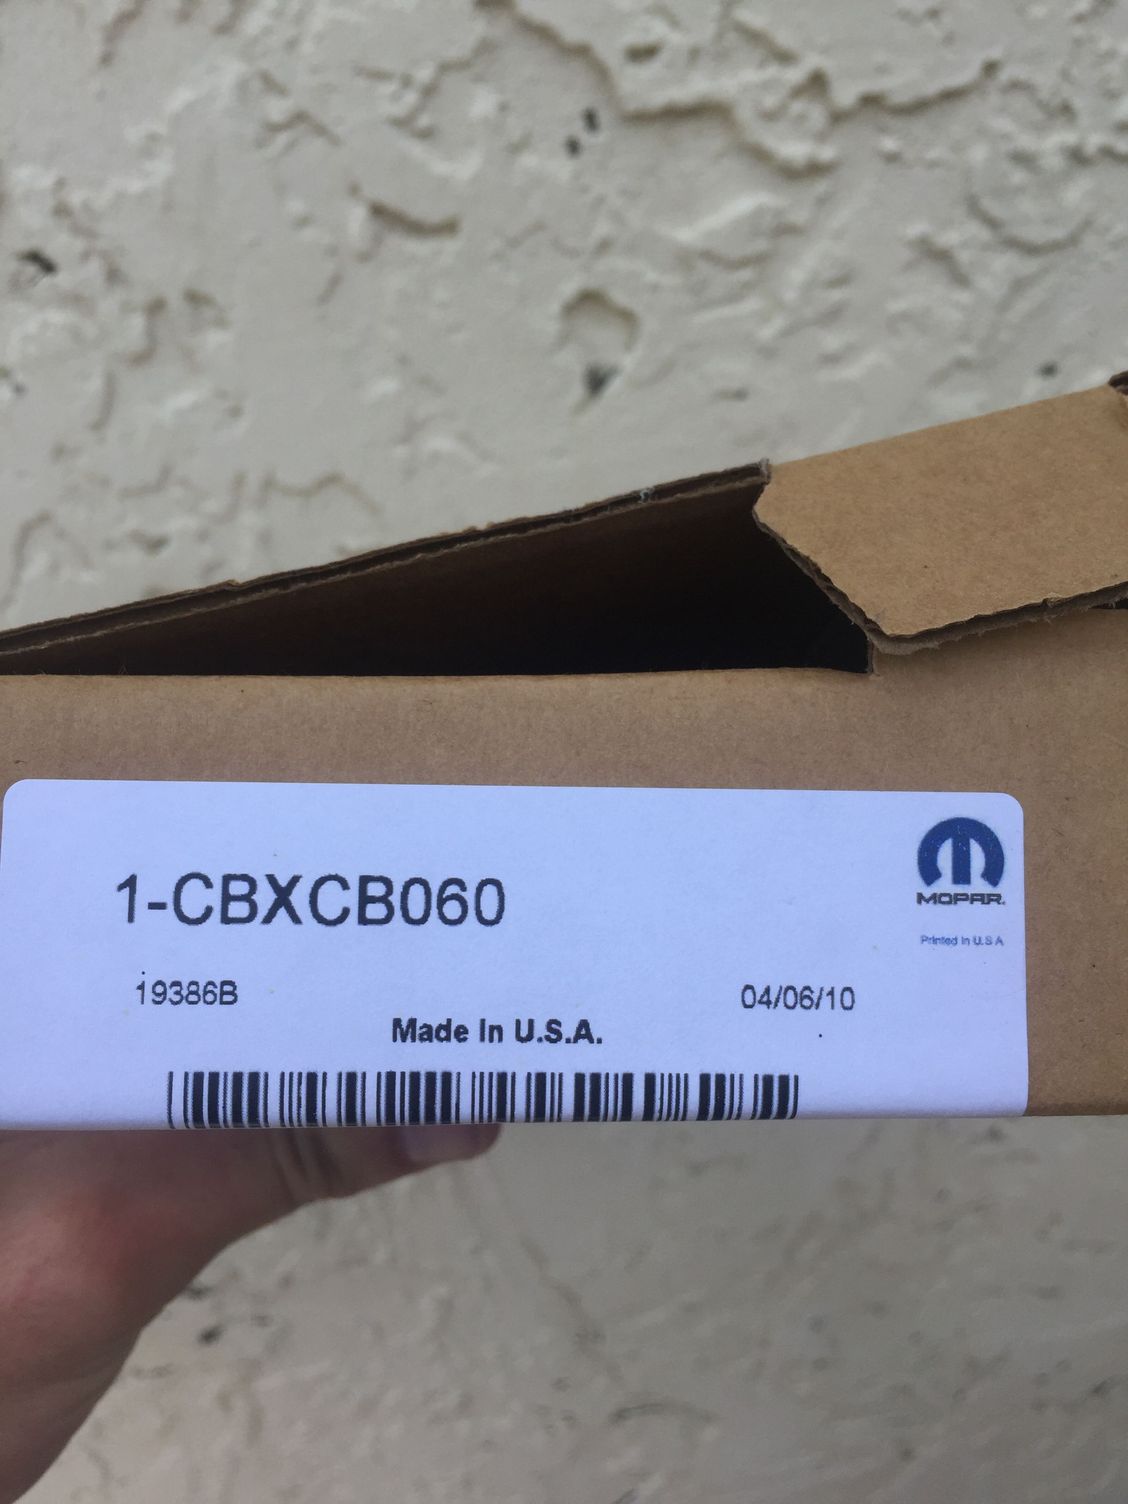 1-CBXCB060
MOPAR.
Printed in U.S.A
19386B
04/06/10
Made In U.S.A.